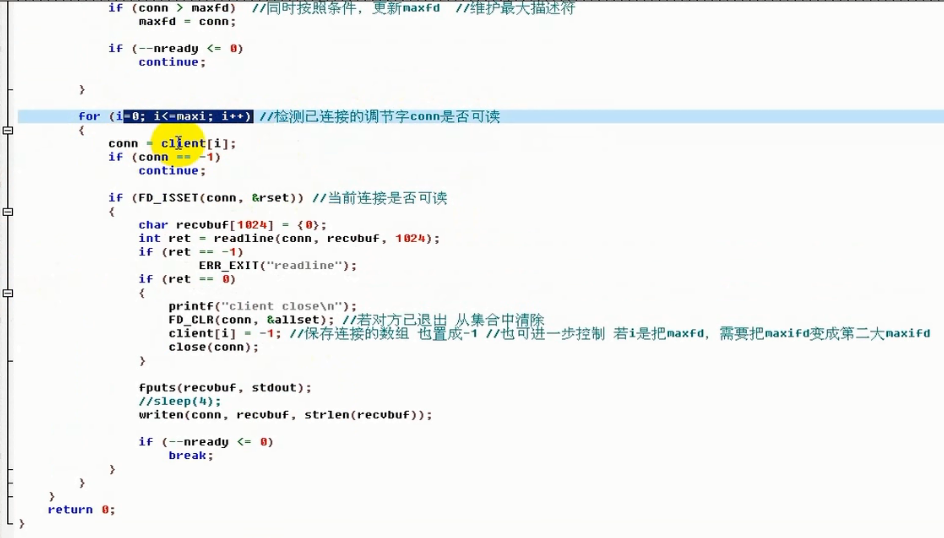 if (conn > maxfd)  //同时按照条件，更新maxfd  //维护最大描述符
maxfd = conn;
if (--nready <= 0)
continue;
}
for (i=0; i<=maxi; i++) //检测已连接的调节字conn是否可读
{
conn = client[i];
if (conn == -1)
continue;
if (FD_ISSET(conn, &rset)) //当前连接是否可读
{
char recvbuf[1024] = {0};
int ret = readline(conn, recvbuf, 1024);
if (ret == -1)
ERR_EXIT("readline");
if (ret == 0)
{
printf("client close\n");
FD_CLR(conn, &allset); //若对方已退出 从集合中清除
client[i] = -1; //保存连接的数组 也置成-1 //也可进一步控制 若i是把maxfd，需要把maxifd变成第二大maxifd
close(conn);
}
fputs(recvbuf, stdout);
//sleep(4);
writen(conn, recvbuf, strlen(recvbuf));
if (--nready <= 0)
break;
}
}
}
return 0;
}